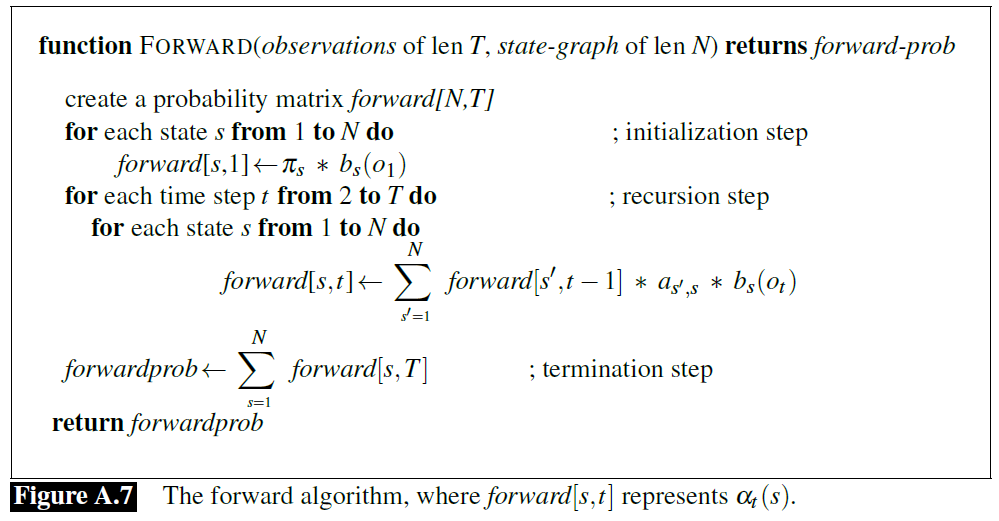 function FORWARD(observations of len T, state-graph of len N) returns forward-prob
create a probability matrix forward[N,T]
for each state s from 1 to N do ; initialization step
forward[s,1]←π_s * b_s(o_1)
for each time step t from 2 to T do ; recursion step
for each state s from 1 to N do
forward[s,t]← ∑_{s′=1}^{N} forward[s′,t−1] * a_{s′,s} * b_s(o_t)
forwardprob← ∑_{s=1}^{N} forward[s,T] ; termination step
return forwardprob
Figure A.7 The forward algorithm, where forward[s,t] represents α_t(s).